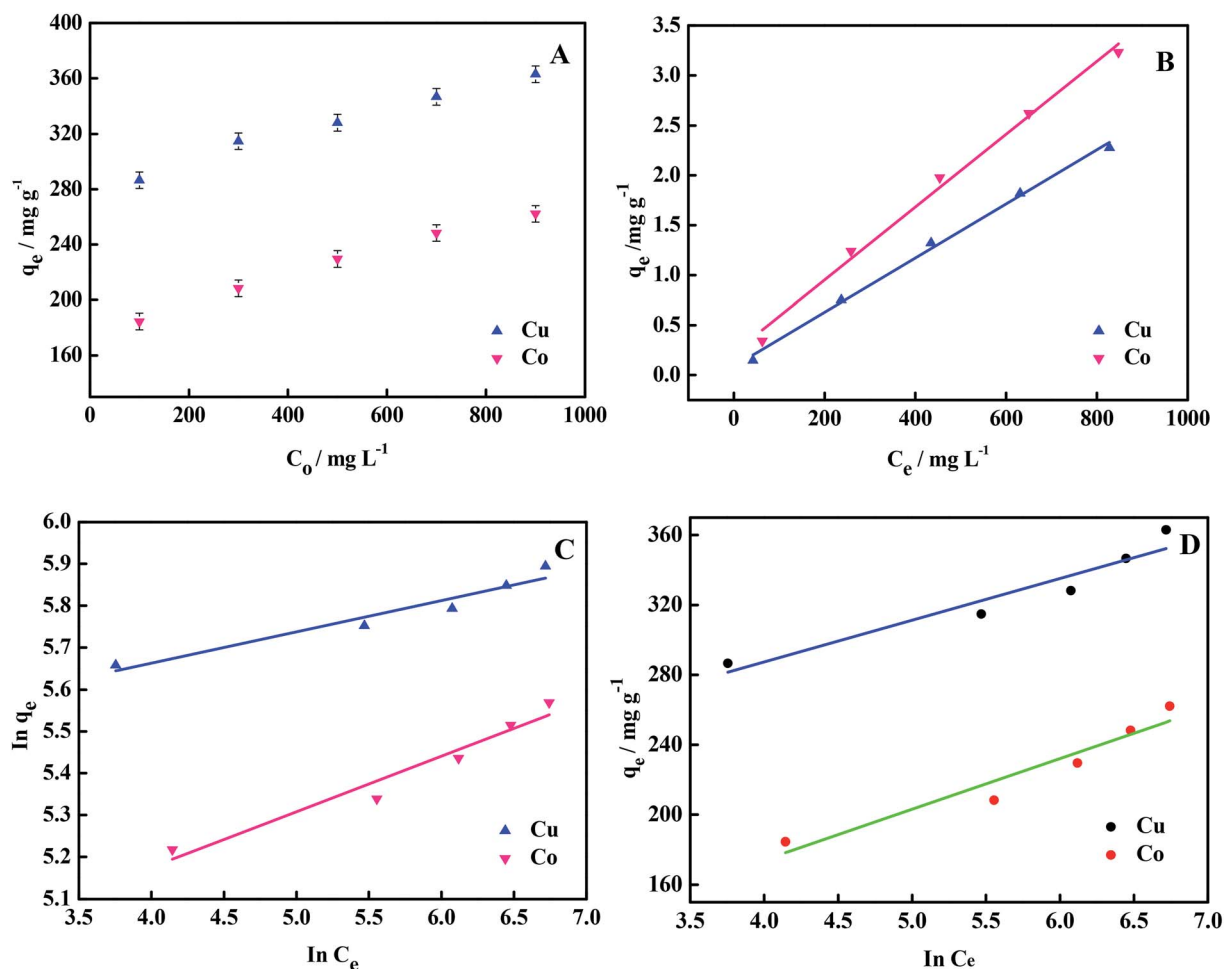 A
400
360
320
280
240
200
160
q_e / mg g^-1
Cu
Co
0 200 400 600 800 1000
C_o / mg L^-1
B
3.5
3.0
2.5
2.0
1.5
1.0
0.5
0.0
q_e /mg g^-1
Cu
Co
0 200 400 600 800 1000
C_e / mg L^-1
C
6.0
5.9
5.8
5.7
5.6
5.5
5.4
5.3
5.2
5.1
In q_e
Cu
Co
3.5 4.0 4.5 5.0 5.5 6.0 6.5 7.0
In C_e
D
360
320
280
240
200
160
q_e / mg g^-1
Cu
Co
3.5 4.0 4.5 5.0 5.5 6.0 6.5 7.0
In Ce